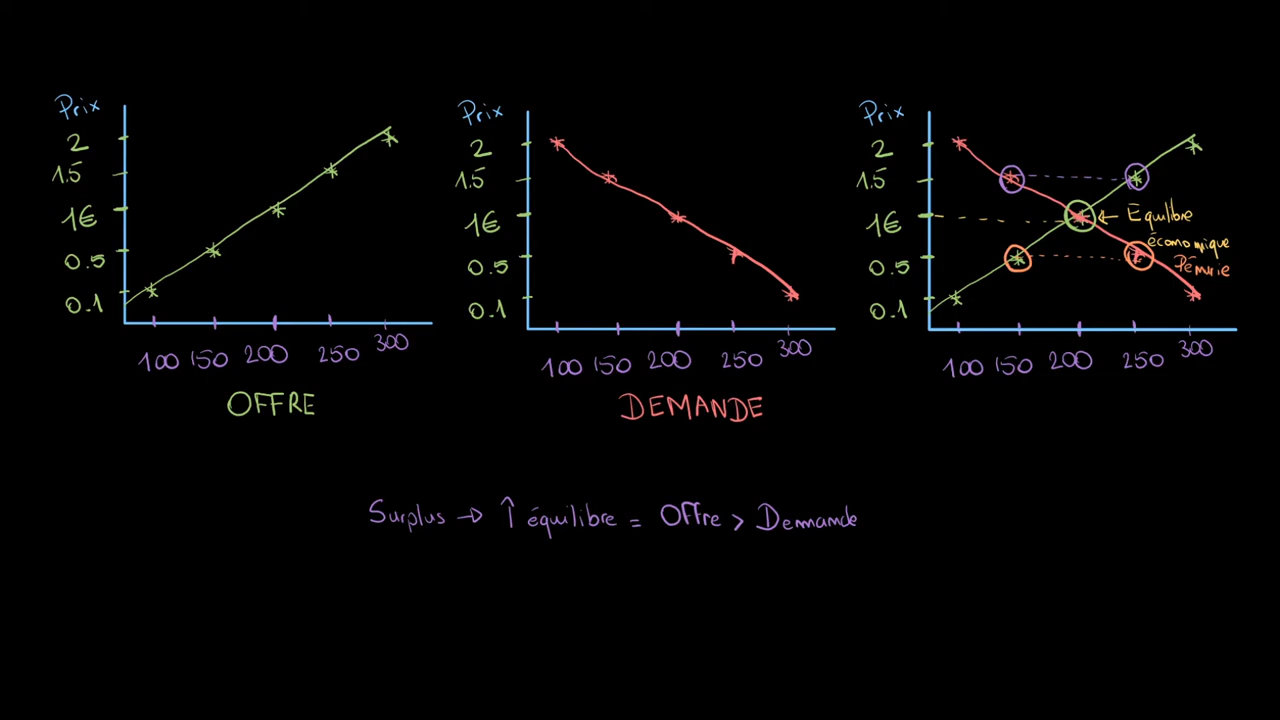 Prix
2
1.5
1€
0.5
0.1
100 150 200 250 300
OFFRE
Prix
2
1.5
1€
0.5
0.1
100 150 200 250 300
DEMANDE
Prix
2
1.5
1€
0.5
0.1
100 150 200 250 300
← Equlibre
économique
Pénurie
Surplus → ↑ équilibre = Offre > Demande